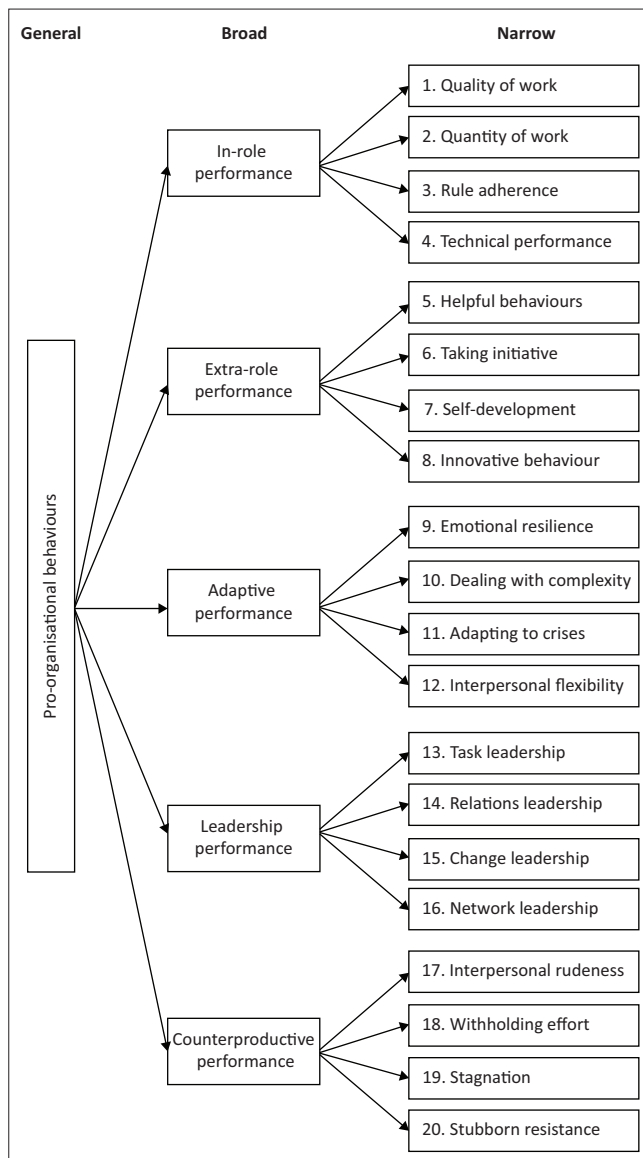 General Broad Narrow
Pro-organisational behaviours
In-role
performance
1. Quality of work
2. Quantity of work
3. Rule adherence
4. Technical performance
Extra-role
performance
5. Helpful behaviours
6. Taking initiative
7. Self-development
8. Innovative behaviour
Adaptive
performance
9. Emotional resilience
10. Dealing with complexity
11. Adapting to crises
12. Interpersonal flexibility
Leadership
performance
13. Task leadership
14. Relations leadership
15. Change leadership
16. Network leadership
Counterproductive
performance
17. Interpersonal rudeness
18. Withholding effort
19. Stagnation
20. Stubborn resistance